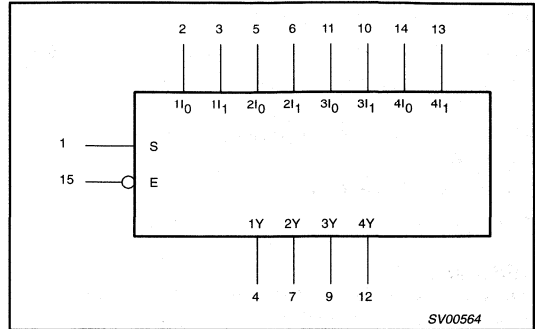 2 3 5 6 11 10 14 13
1I₀ 1I₁ 2I₀ 2I₁ 3I₀ 3I₁ 4I₀ 4I₁
1 S
15 E
1Y 2Y 3Y 4Y
4 7 9 12
SV00564